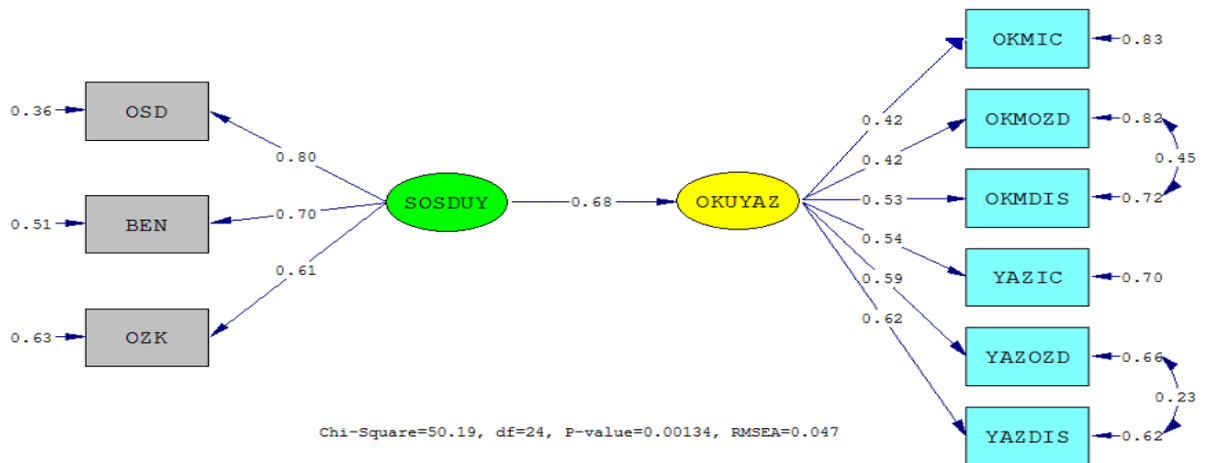 OKMIC
0.83
0.36
OSD
0.42
OKMOZD
0.82
0.80
0.42
0.45
SOSDUY
0.68
OKUYAZ
0.53
OKMDIS
0.72
0.51
BEN
0.70
0.54
0.61
0.59
YAZIC
0.70
0.62
0.63
OZK
YAZOZD
0.66
0.23
Chi-Square=50.19, df=24, P-value=0.00134, RMSEA=0.047
YAZDIS
0.62